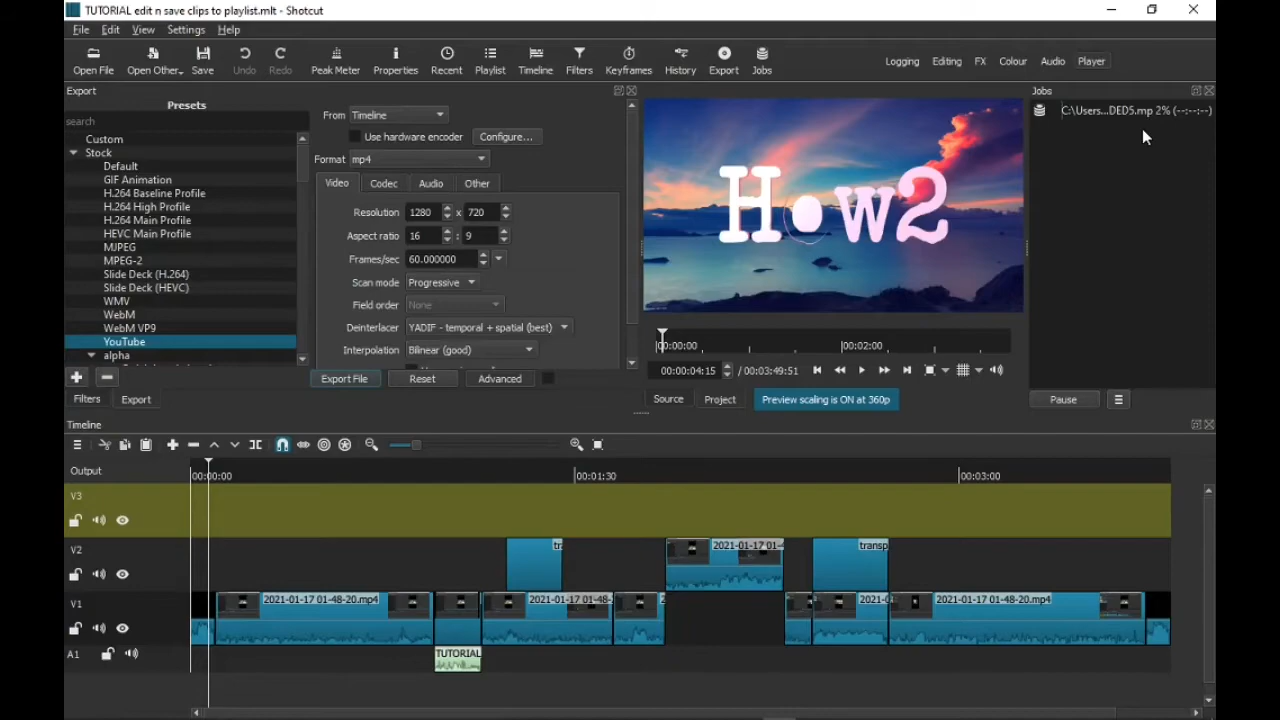 TUTORIAL edit n save clips to playlist.mlt - Shotcut
File Edit View Settings Help
Open File Open Other... Save Undo Redo Peak Meter Properties Recent Playlist Timeline Filters Keyframes History Export Jobs
Logging Editing FX Colour Audio Player
Export
Presets
search
Custom
Stock
Default
GIF Animation
H.264 Baseline Profile
H.264 High Profile
H.264 Main Profile
HEVC Main Profile
MJPEG
MPEG-2
Slide Deck (H.264)
Slide Deck (HEVC)
WMV
WebM
WebM VP9
YouTube
alpha
From Timeline
Use hardware encoder Configure...
Format mp4
Video Codec Audio Other
Resolution 1280 x 720
Aspect ratio 16 : 9
Frames/sec 60.000000
Scan mode Progressive
Field order None
Deinterlacer YADIF - temporal + spatial (best)
Interpolation Bilinear (good)
Export File Reset Advanced
Filters Export
How2
00:00:00 00:02:00
00:00:04:15 / 00:03:49:51
Source Project Preview scaling is ON at 360p
Jobs
C:\Users...DED5.mp 2% (--:--:--)
Pause
Timeline
Output
00:00:00 00:01:30 00:03:00
V3
V2
tr 2021-01-17 01-4 transp
V1
2021-01-17 01-48-20.mp4 2021-01-17 01-48- 2 2021-0 2021-01-17 01-48-20.mp4
A1
TUTORIAL